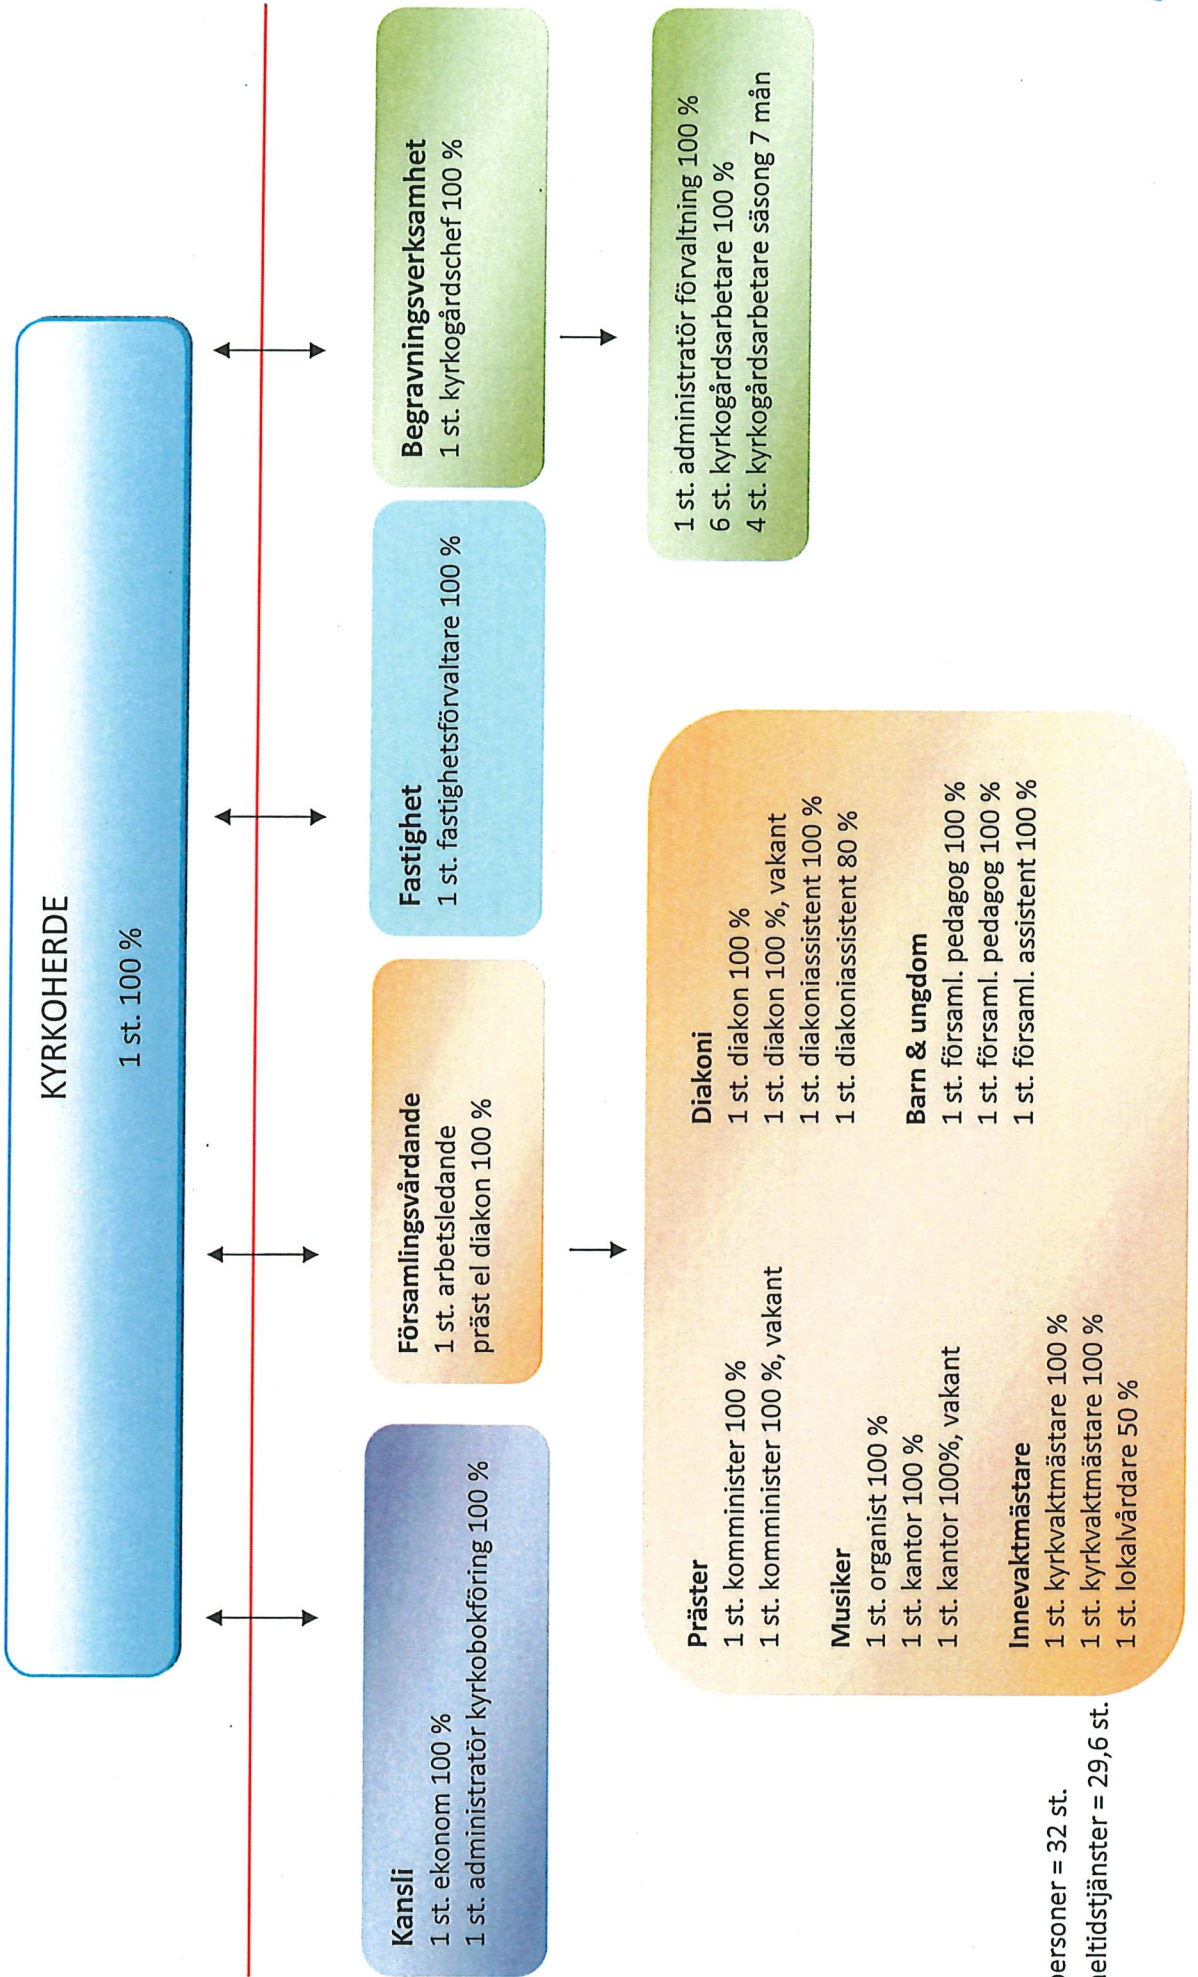 KYRKOHERDE
1 st. 100 %
Kansli
1 st. ekonom 100 %
1 st. administratör kyrkobokföring 100 %
Församlingsvårdande
1 st. arbetsledande
präst el diakon 100 %
Fastighet
1 st. fastighetsförvaltare 100 %
Begravningsverksamhet
1 st. kyrkogårdschef 100 %
Präster
1 st. komminister 100 %
1 st. komminister 100 %, vakant
Musiker
1 st. organist 100 %
1 st. kantor 100 %
1 st. kantor 100%, vakant
Innevaktmästare
1 st. kyrkvaktmästare 100 %
1 st. kyrkvaktmästare 100 %
1 st. lokalvårdare 50 %
Diakoni
1 st. diakon 100 %
1 st. diakon 100 %, vakant
1 st. diakoniassistent 100 %
1 st. diakoniassistent 80 %
Barn & ungdom
1 st. församl. pedagog 100 %
1 st. församl. pedagog 100 %
1 st. församl. assistent 100 %
1 st. administratör förvaltning 100 %
6 st. kyrkogårdsarbetare 100 %
4 st. kyrkogårdsarbetare säsong 7 mån
personer = 32 st.
heltidstjänster = 29,6 st.